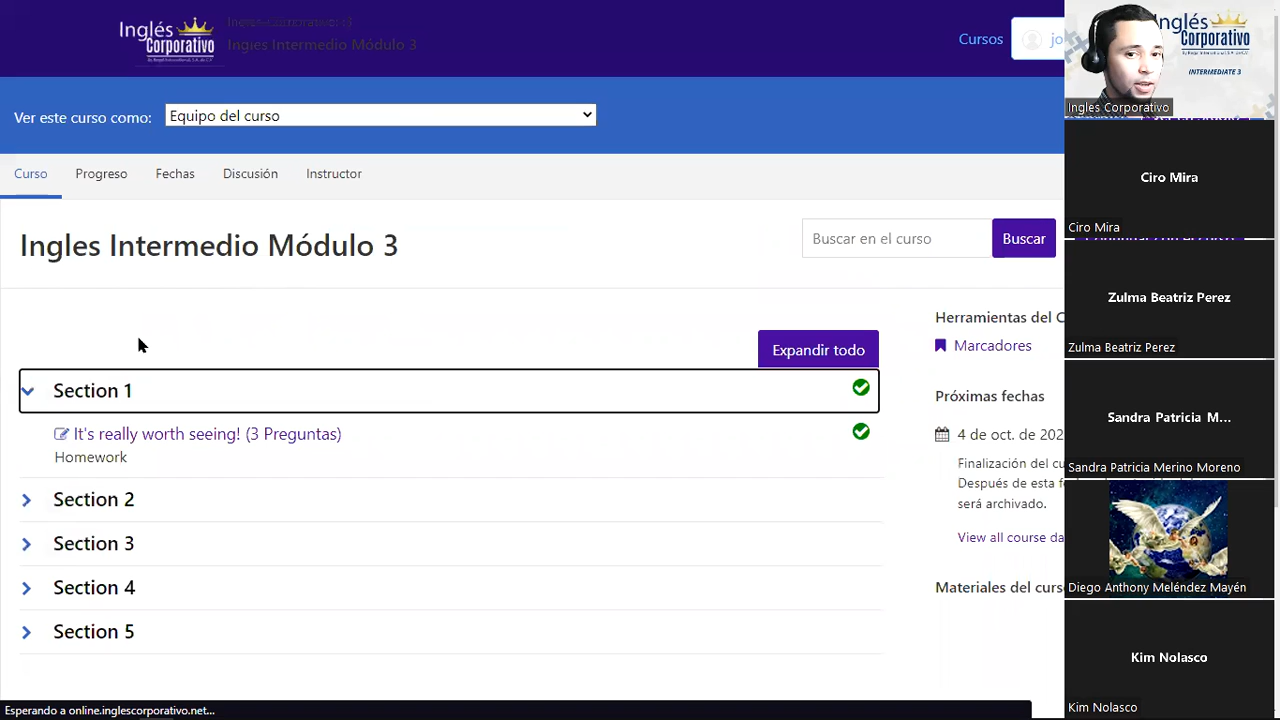 Inglés
Corporativo
Ingles Intermedio Módulo 3
Cursos
jo
Ver este curso como:
Equipo del curso
Curso
Progreso
Fechas
Discusión
Instructor
Ingles Intermedio Módulo 3
Buscar en el curso
Buscar
Expandir todo
Section 1
It's really worth seeing! (3 Preguntas)
Homework
Section 2
Section 3
Section 4
Section 5
Herramientas del C
Marcadores
Próximas fechas
4 de oct. de 202
Finalización del cu
Después de esta f
será archivado.
View all course da
Materiales del curs
Esperando a online.inglescorporativo.net...
Inglés
Corporativo
INTERMEDIATE 3
Ingles Corporativo
Ciro Mira
Ciro Mira
Zulma Beatriz Perez
Zulma Beatriz Perez
Sandra Patricia M...
Sandra Patricia Merino Moreno
Diego Anthony Meléndez Mayén
Kim Nolasco
Kim Nolasco